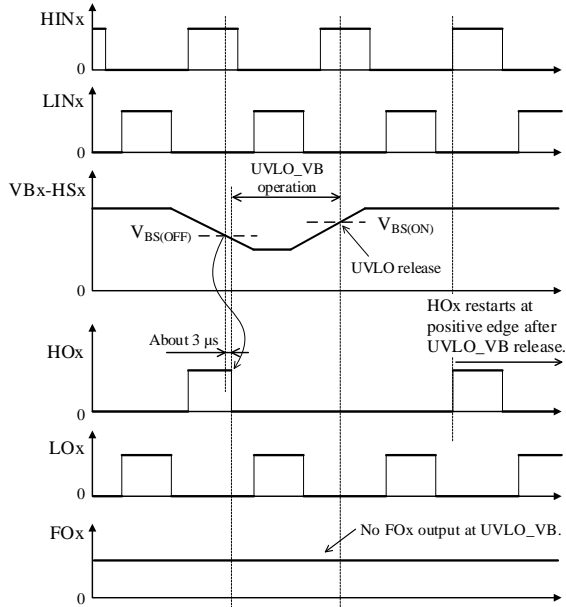 HINx
0
LINx
0
UVLO_VB
operation
VBx-HSx
VBS(OFF)
VBS(ON)
UVLO release
0
HOx restarts at
positive edge after
UVLO_VB release.
About 3 µs
HOx
0
LOx
0
FOx
No FOx output at UVLO_VB.
0